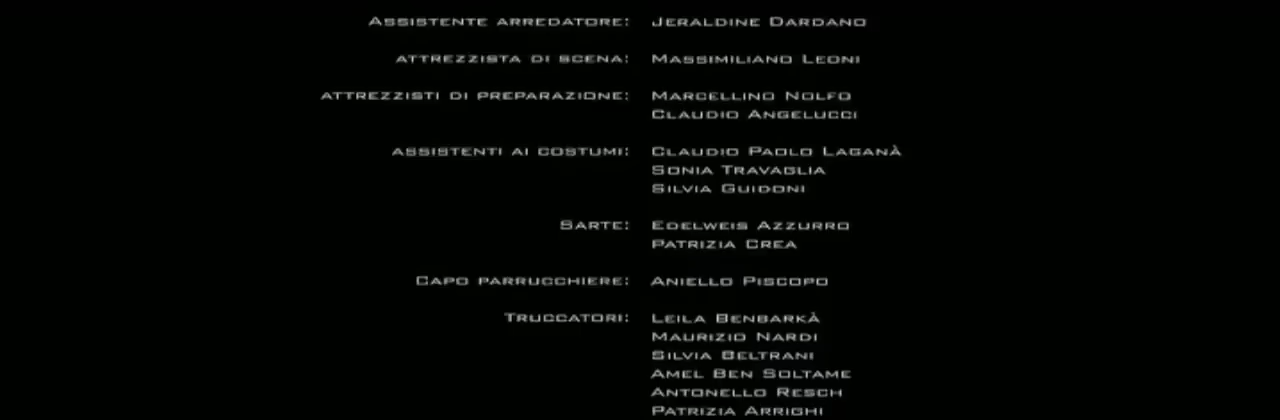 Assistente arredatore: Jeraldine Dardano
attrezzista di scena: Massimiliano Leoni
attrezzisti di preparazione: Marcellino Nolfo
Claudio Angelucci
assistenti ai costumi: Claudio Paolo Laganà
Sonia Travaglia
Silvia Guidoni
Sarte: Edelweis Azzurro
Patrizia Crea
Capo parrucchiere: Aniello Piscopo
Truccatori: Leila Benbarkà
Maurizio Nardi
Silvia Beltrani
Amel Ben Soltame
Antonello Resch
Patrizia Arrighi